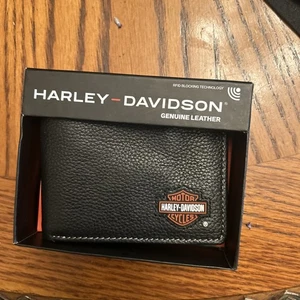 RFID BLOCKING TECHNOLOGY
HARLEY-DAVIDSON®
GENUINE LEATHER
MOTOR
HARLEY-DAVIDSON
CYCLES
®